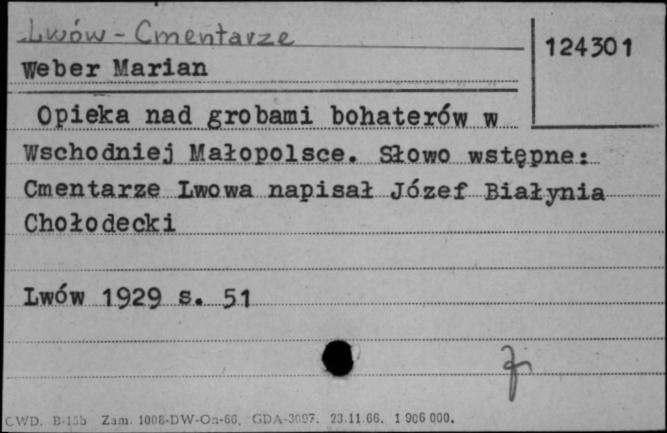 Lwów - Cmentarze
124301
Weber Marian
Opieka nad grobami bohaterów w
Wschodniej Małopolsce. Słowo wstępne:
Cmentarze Lwowa napisał Józef Białynia
Chołodecki
Lwów 1929 s. 51
CWD. B-15b Zam. 1008-DW-On-66, GDA-3097. 23.11.66. 1 906 000.